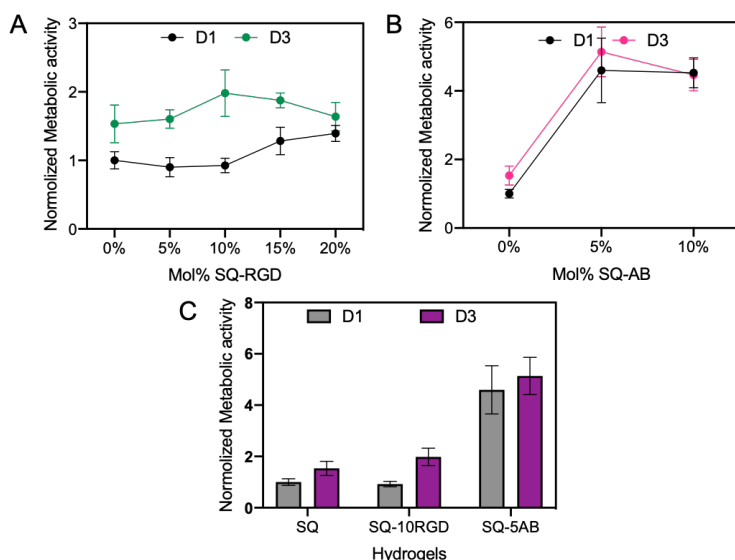 A
D1 D3
Normolized Metabolic activity
3
2
1
0
0% 5% 10% 15% 20%
Mol% SQ-RGD
B
D1 D3
Normolized Metabolic activity
6
4
2
0
0% 5% 10%
Mol% SQ-AB
C
D1 D3
Normolized Metabolic activity
8
6
4
2
0
SQ SQ-10RGD SQ-5AB
Hydrogels